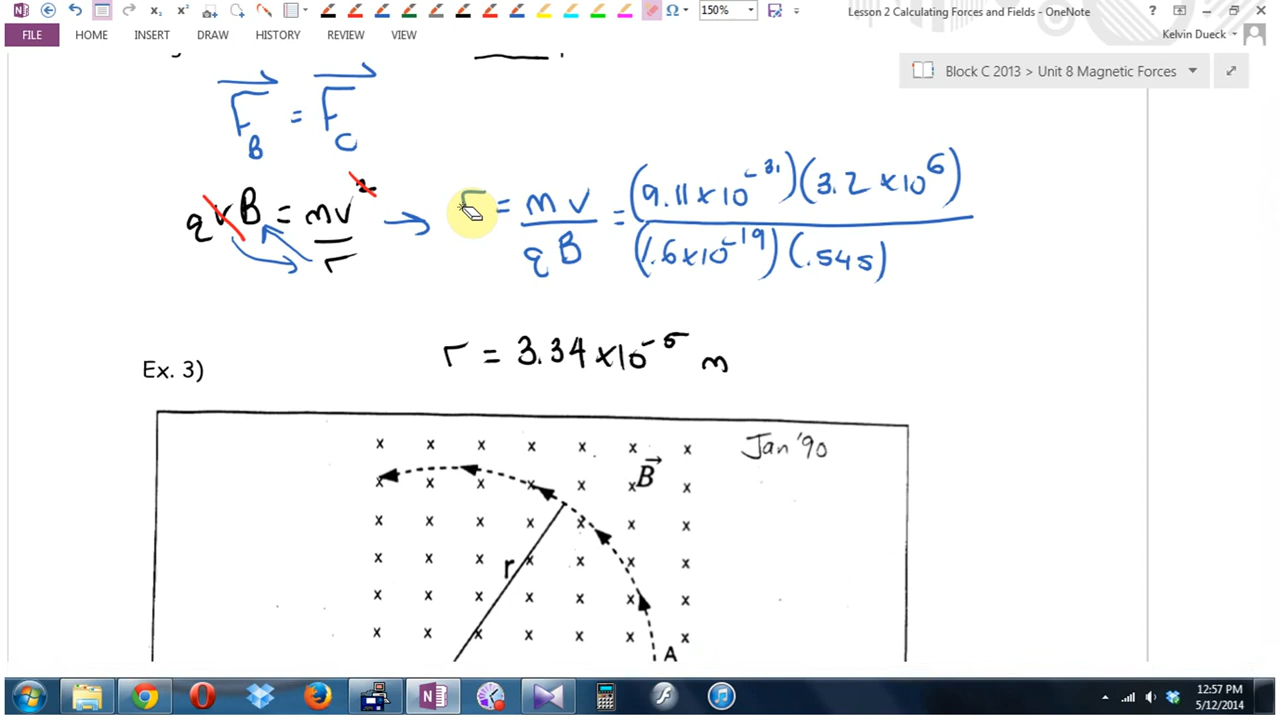 150%
Lesson 2 Calculating Forces and Fields - OneNote
FILE HOME INSERT DRAW HISTORY REVIEW VIEW
Kelvin Dueck
Block C 2013 > Unit 8 Magnetic Forces
F_B = F_C
qvB = mv²/r → r = mv/qB = (9.11×10⁻³¹)(3.2×10⁶)/(1.6×10⁻¹⁹)(.545)
r = 3.34×10⁻⁵ m
Ex. 3)
Jan '90
B
r
A
12:57 PM
5/12/2014